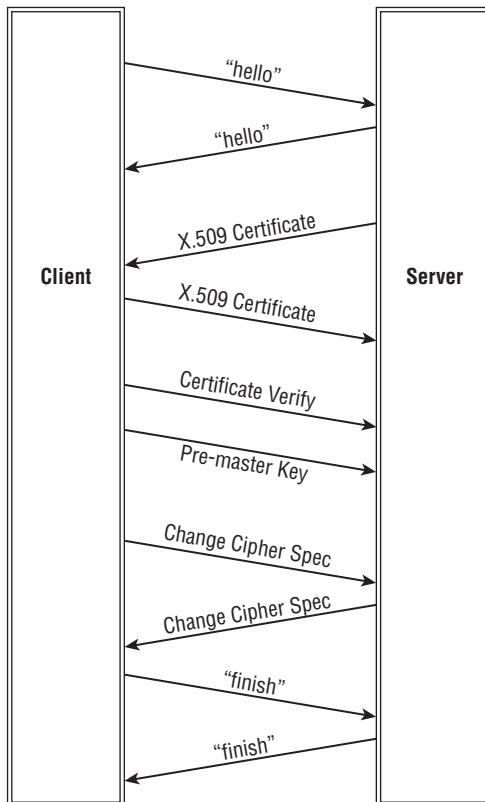 “hello”
“hello”
X.509 Certificate
Client
Server
X.509 Certificate
Certificate Verify
Pre-master Key
Change Cipher Spec
Change Cipher Spec
“finish”
“finish”